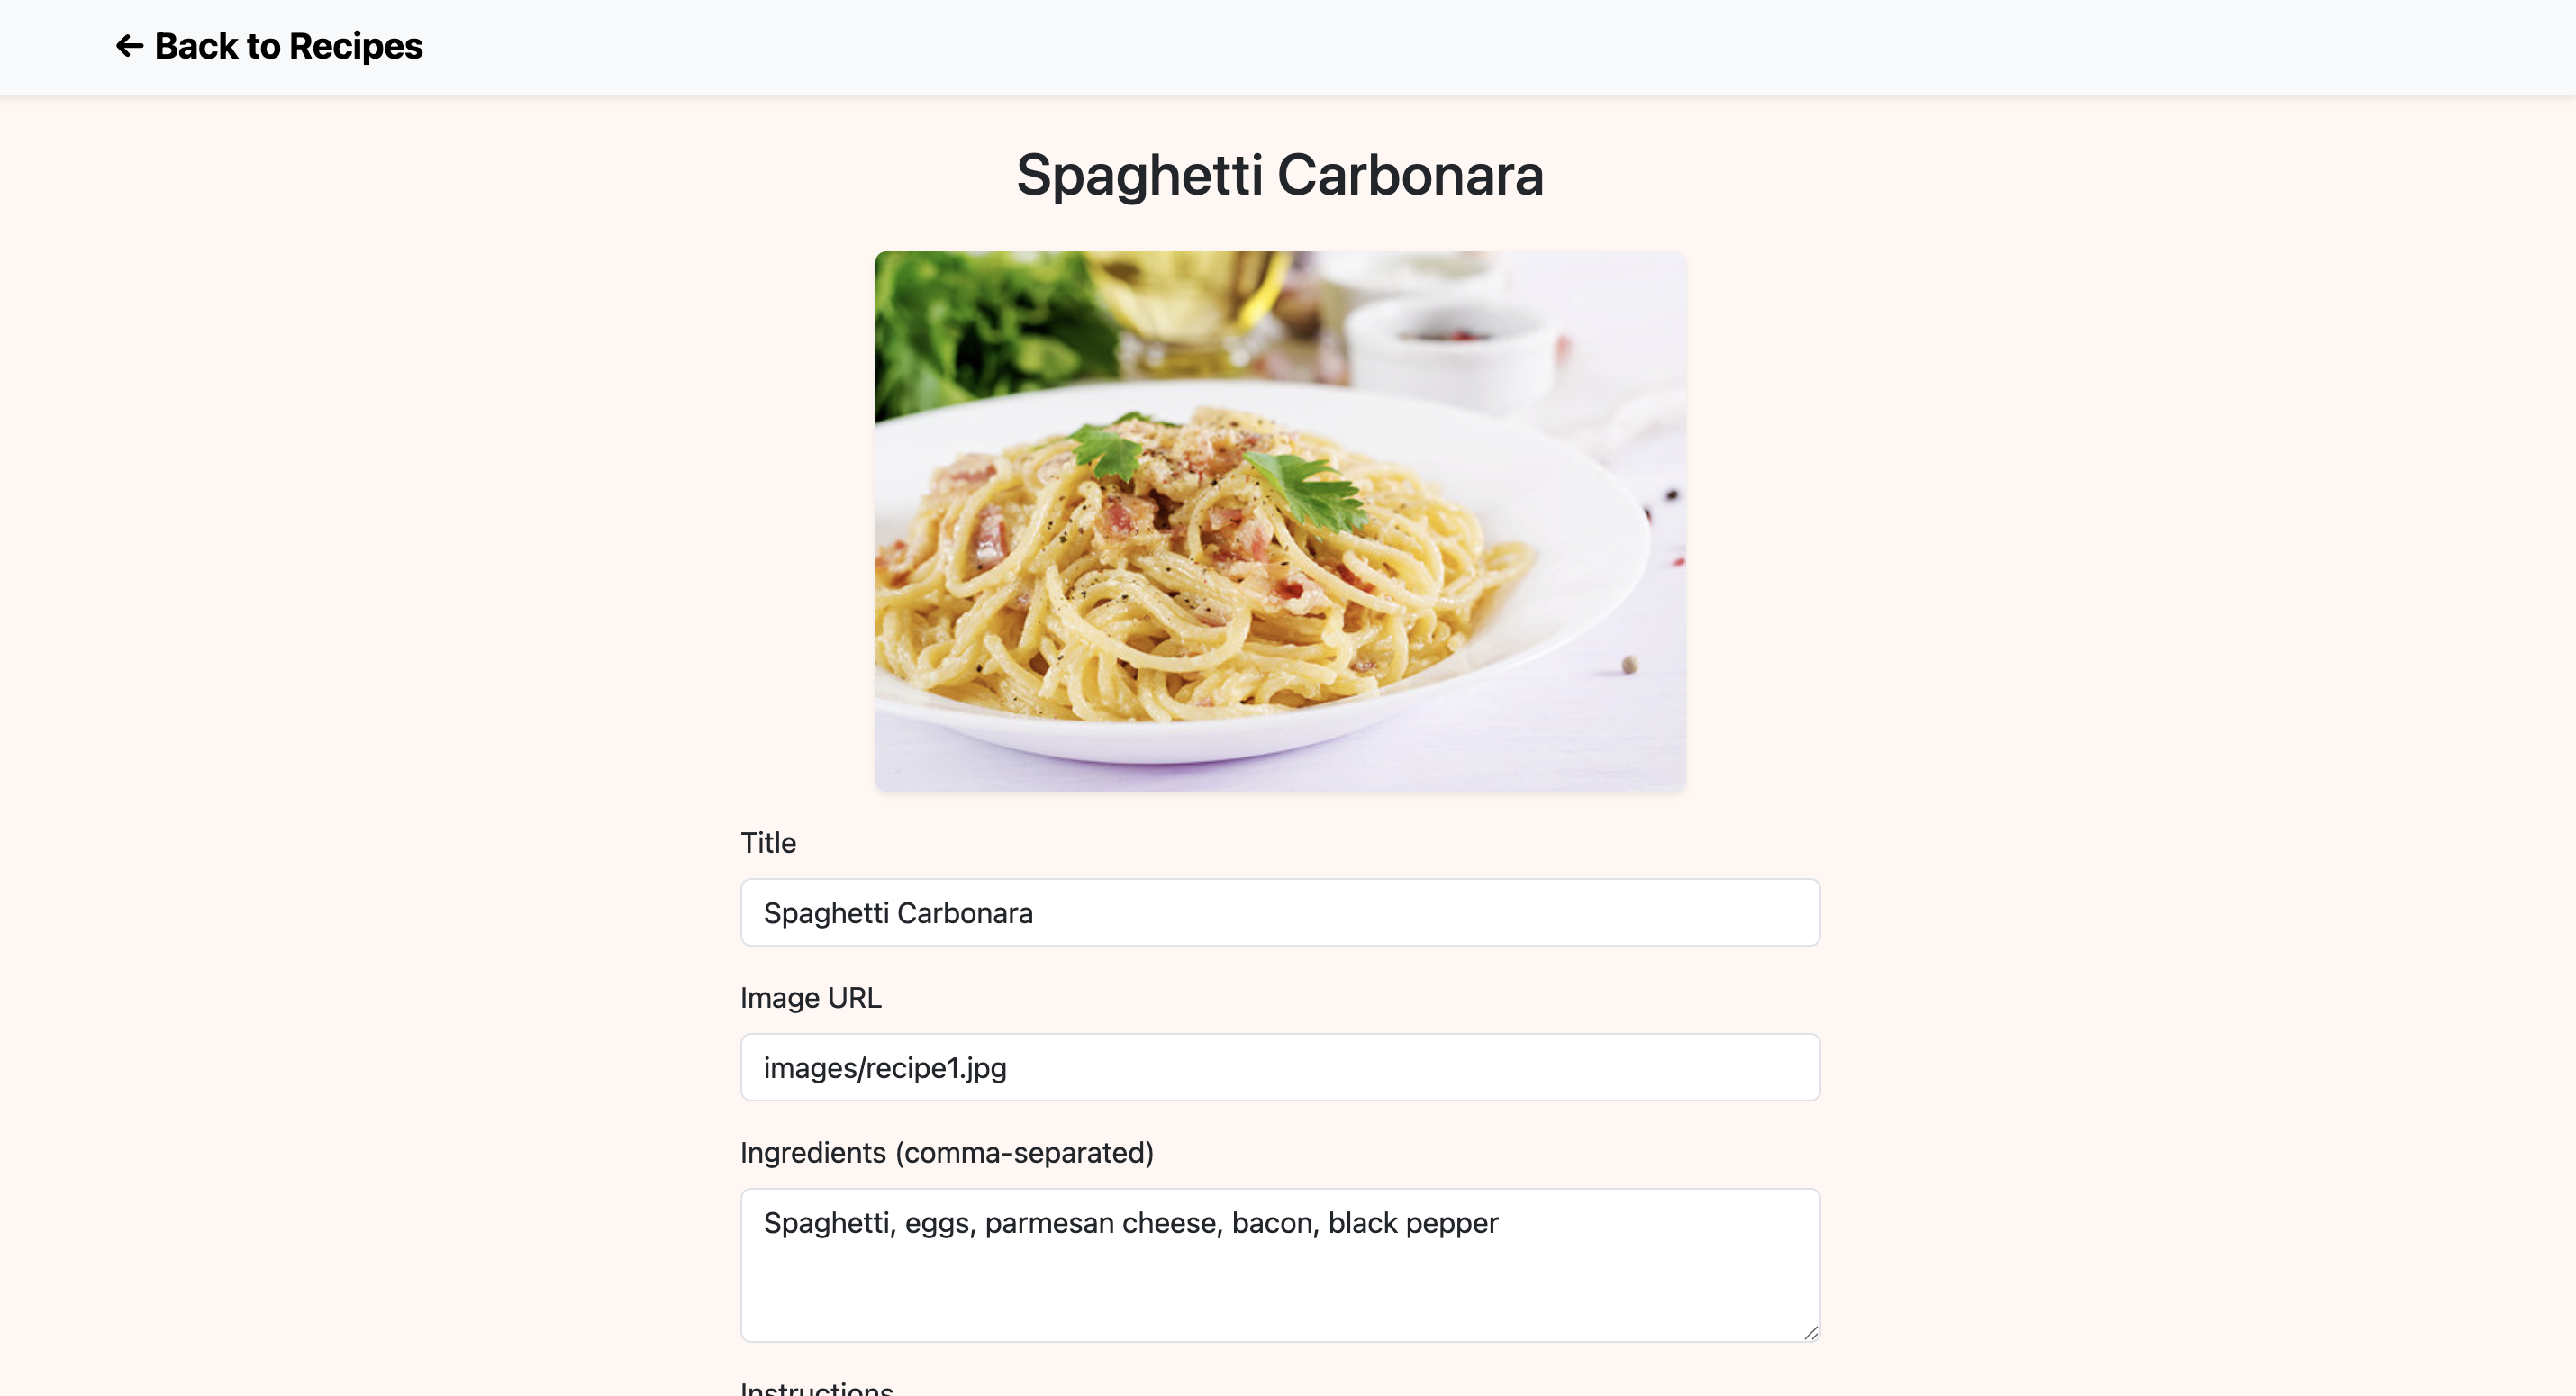 ← Back to Recipes
Spaghetti Carbonara
Title
Spaghetti Carbonara
Image URL
images/recipe1.jpg
Ingredients (comma-separated)
Spaghetti, eggs, parmesan cheese, bacon, black pepper
Instructions